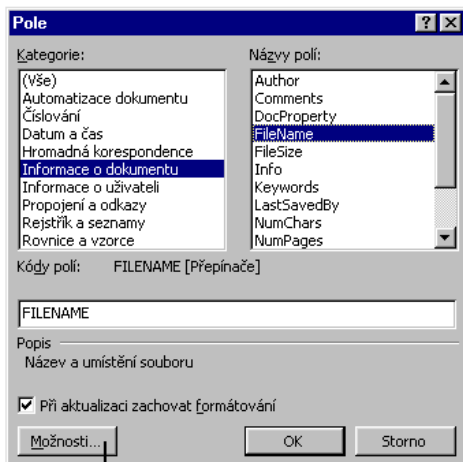 Pole
Kategorie:
(Vše)
Automatizace dokumentu
Číslování
Datum a čas
Hromadná korespondence
Informace o dokumentu
Informace o uživateli
Propojení a odkazy
Rejstřík a seznamy
Rovnice a vzorce
Názvy polí:
Author
Comments
DocProperty
FileName
FileSize
Info
Keywords
LastSavedBy
NumChars
NumPages
Kódy polí: FILENAME [Přepínače]
FILENAME
Popis
Název a umístění souboru
Při aktualizaci zachovat formátování
Možnosti...
OK
Storno